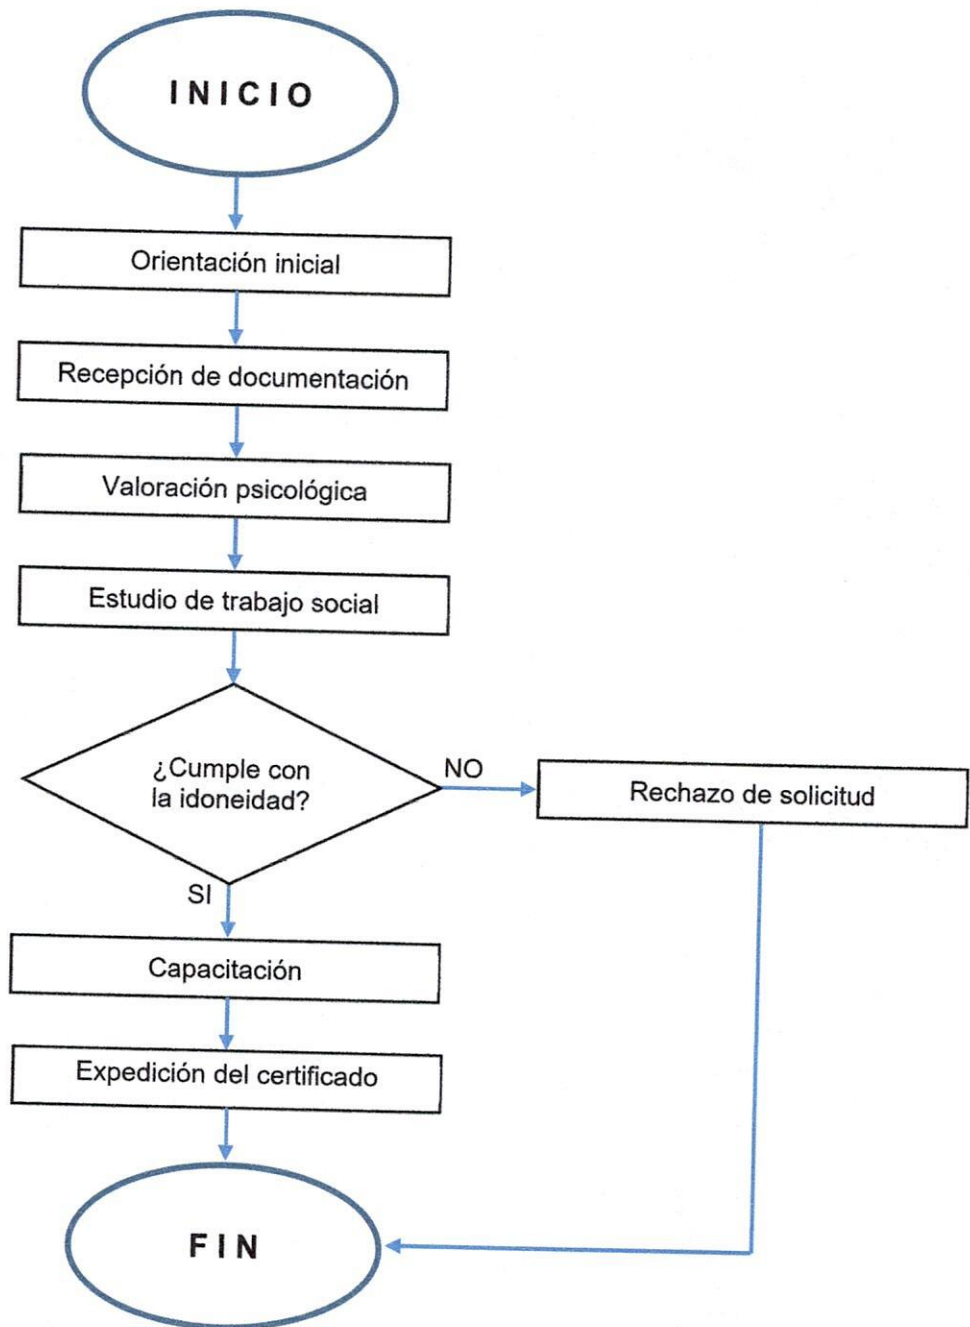 INICIO
Orientación inicial
Recepción de documentación
Valoración psicológica
Estudio de trabajo social
¿Cumple con
la idoneidad?
NO
Rechazo de solicitud
SI
Capacitación
Expedición del certificado
FIN